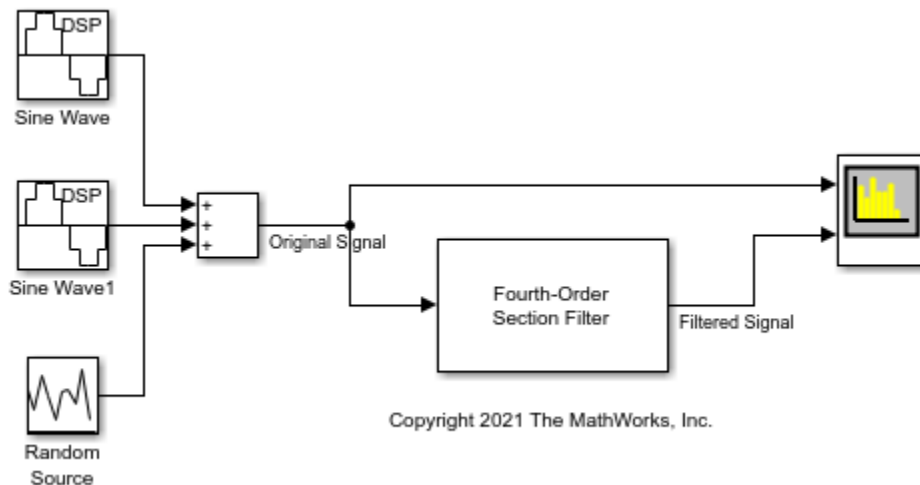 DSP
Sine Wave
DSP
Sine Wave1
+
+
+
Original Signal
Fourth-Order
Section Filter
Filtered Signal
Random
Source
Copyright 2021 The MathWorks, Inc.